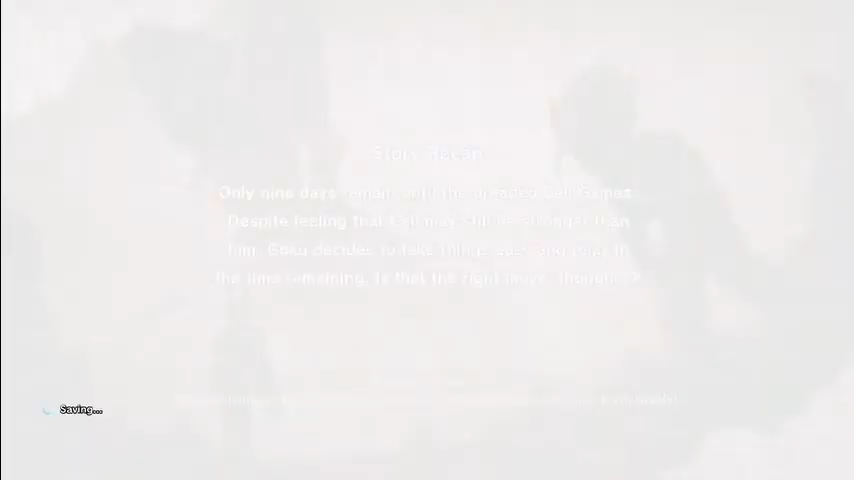 Story Recap
Only nine days remain until the dreaded Cell Games.
Despite feeling that Cell may still be stronger than
him, Goku decides to take things easy and relax in
the time remaining. Is that the right move, though...?
Saving...